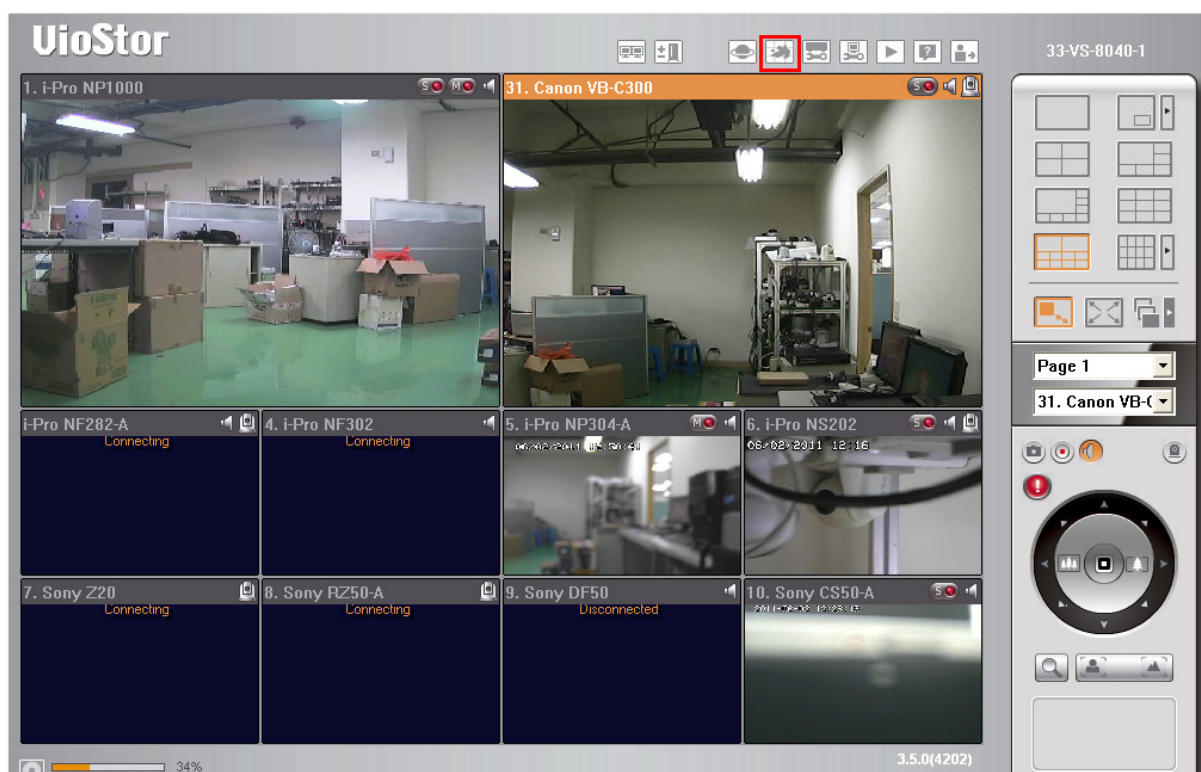 VioStor
33-VS-8040-1
1. i-Pro NP1000
S
M
31. Canon VB-C300
S
Page 1
31. Canon VB-(
i-Pro NF282-A
Connecting
4. i-Pro NF302
Connecting
5. i-Pro NP304-A
M
6. i-Pro NS202
S
06/02/2011 12:16
7. Sony Z20
Connecting
8. Sony RZ50-A
Connecting
9. Sony DF50
Disconnected
10. Sony CS50-A
S
34%
3.5.0(4202)